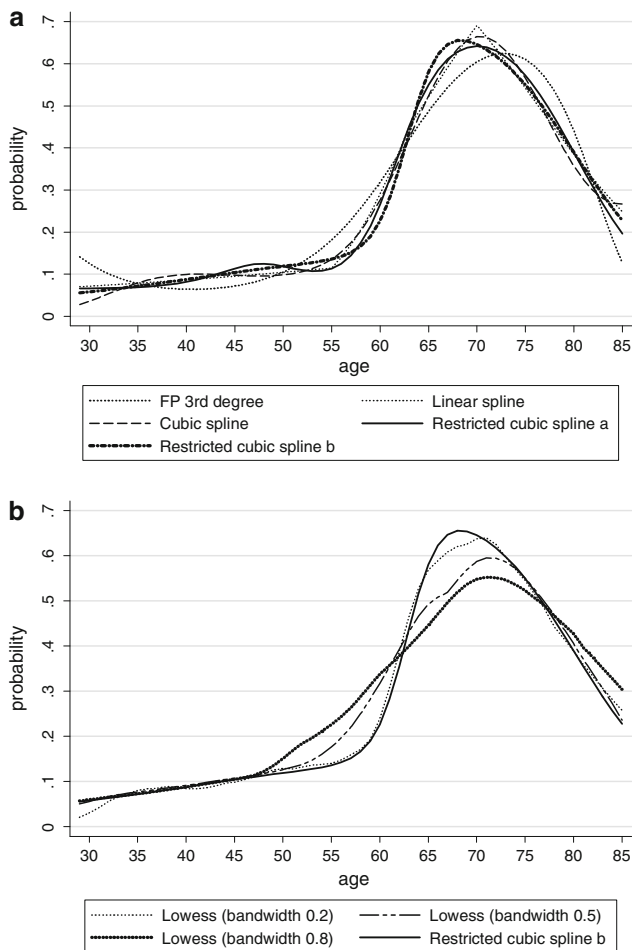 a
.7
.6
.5
.4
.3
.2
.1
0
probability
30 35 40 45 50 55 60 65 70 75 80 85
age
FP 3rd degree Linear spline
Cubic spline Restricted cubic spline a
Restricted cubic spline b
b
.7
.6
.5
.4
.3
.2
.1
0
probability
30 35 40 45 50 55 60 65 70 75 80 85
age
Lowess (bandwidth 0.2) Lowess (bandwidth 0.5)
Lowess (bandwidth 0.8) Restricted cubic spline b